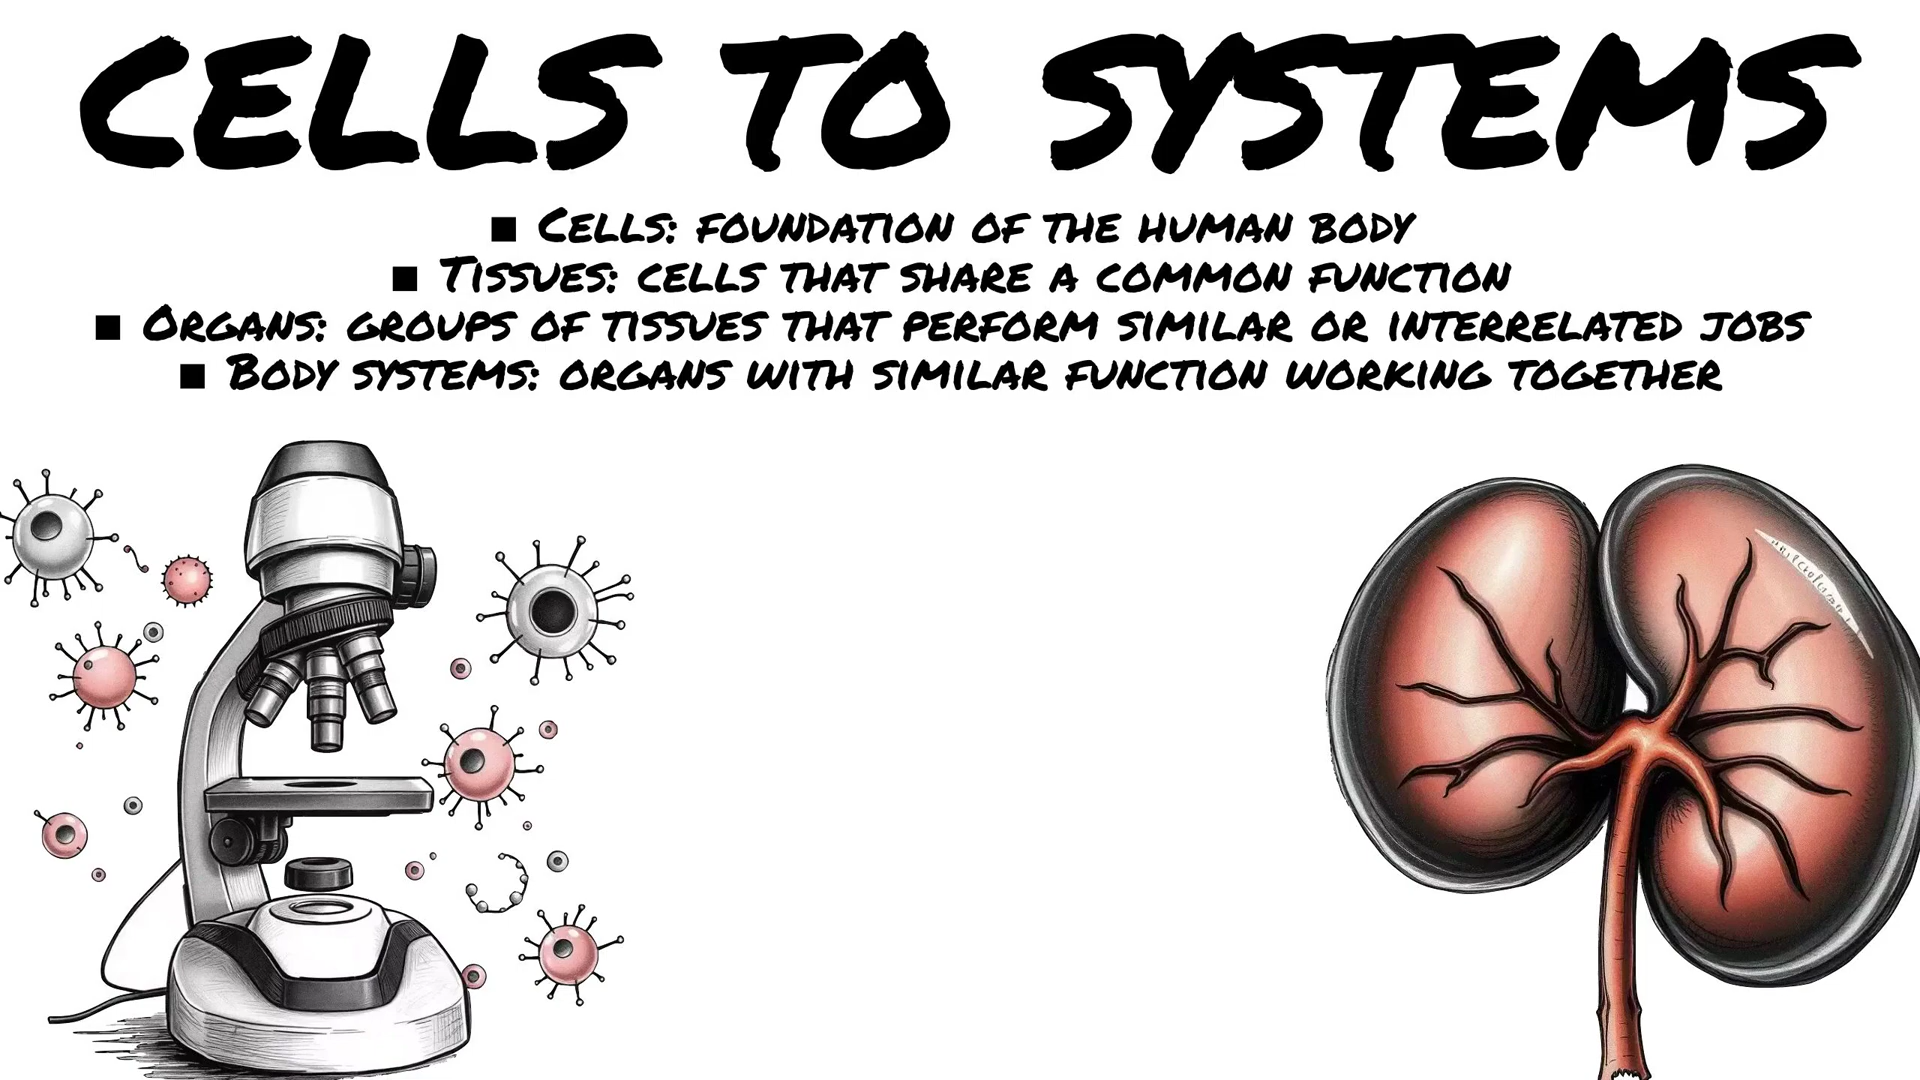 CELLS TO SYSTEMS
■ Cells: foundation of the human body
■ Tissues: cells that share a common function
■ Organs: groups of tissues that perform similar or interrelated jobs
■ Body systems: organs with similar function working together